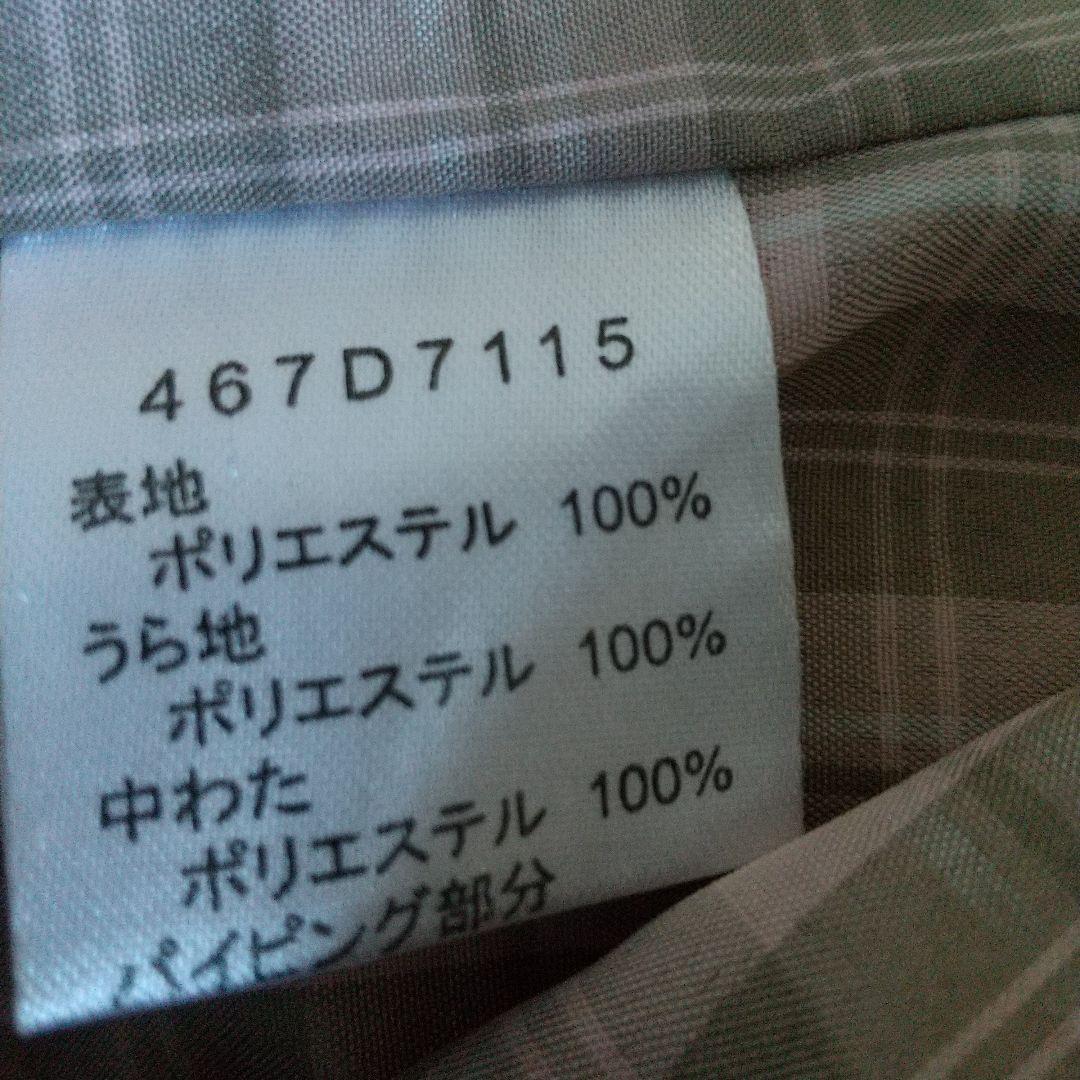 467D7115
表地
ポリエステル 100%
うら地
ポリエステル 100%
中わた
ポリエステル 100%
パイピング部分